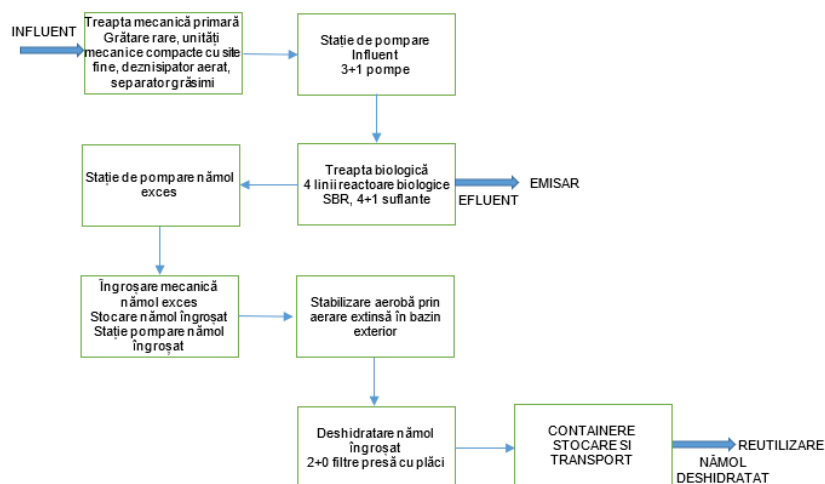 INFLUENT
Treapta mecanică primară
Grătare rare, unități
mecanice compacte cu site
fine, deznisipator aerat,
separator grăsimi
Stație de pompare
Influent
3+1 pompe
Stație de pompare nămol
exces
Treapta biologică
4 linii reactoare biologice
SBR, 4+1 suflante
EFLUENT
EMISAR
Îngroșare mecanică
nămol exces
Stocare nămol îngroșat
Stație pompare nămol
îngroșat
Stabilizare aerobă prin
aerare extinsă în bazin
exterior
Deshidratare nămol
îngroșat
2+0 filtre presă cu plăci
CONTAINERE
STOCARE SI
TRANSPORT
REUTILIZARE
NÂMOL
DESHIDRATAT